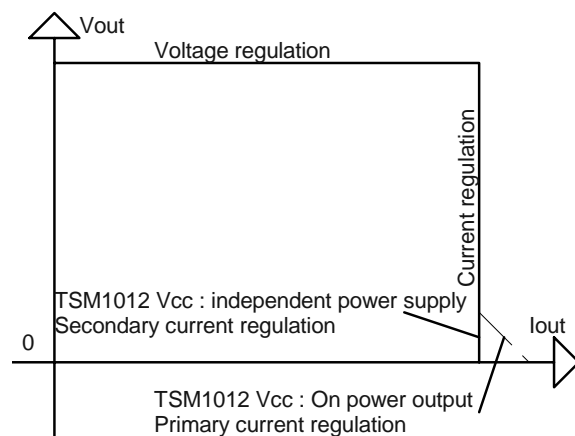 Vout
Voltage regulation
Current regulation
TSM1012 Vcc : independent power supply
Secondary current regulation
0
Iout
TSM1012 Vcc : On power output
Primary current regulation